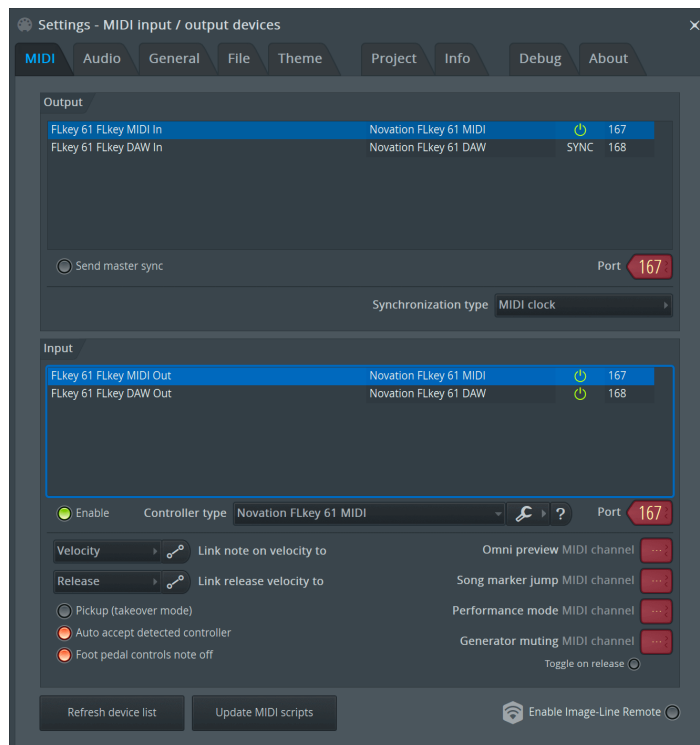 Settings - MIDI input / output devices
MIDI Audio General File Theme Project Info Debug About
Output
FLkey 61 FLkey MIDI In Novation FLkey 61 MIDI 167
FLkey 61 FLkey DAW In Novation FLkey 61 DAW SYNC 168
Send master sync Port 167
Synchronization type MIDI clock
Input
FLkey 61 FLkey MIDI Out Novation FLkey 61 MIDI 167
FLkey 61 FLkey DAW Out Novation FLkey 61 DAW 168
Enable Controller type Novation FLkey 61 MIDI ? Port 167
Velocity Link note on velocity to Omni preview MIDI channel ---
Release Link release velocity to Song marker jump MIDI channel ---
Pickup (takeover mode) Performance mode MIDI channel ---
Auto accept detected controller
Generator muting MIDI channel ---
Foot pedal controls note off
Toggle on release
Refresh device list Update MIDI scripts Enable Image-Line Remote